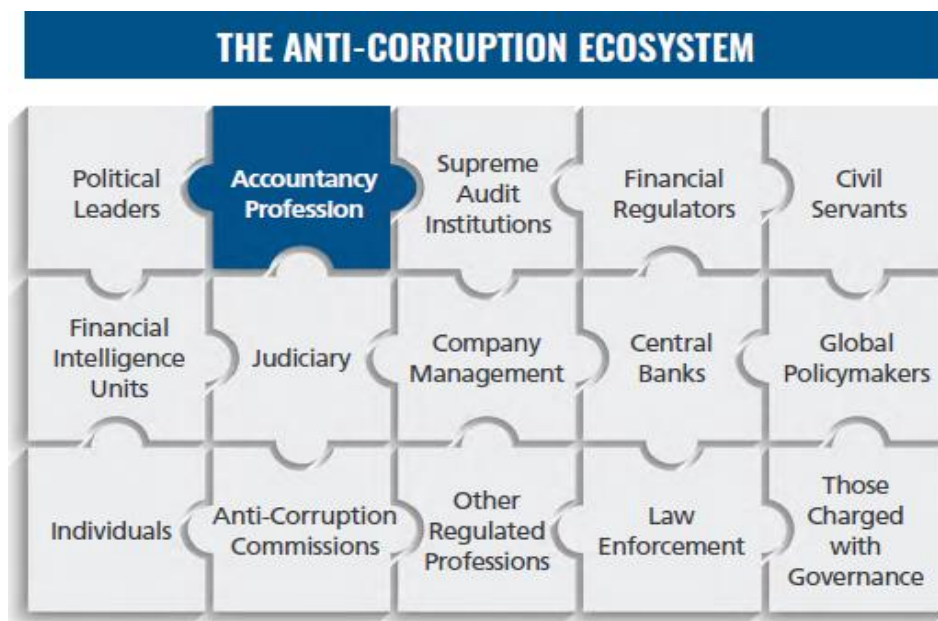 THE ANTI-CORRUPTION ECOSYSTEM
Political
Leaders
Accountancy
Profession
Supreme
Audit
Institutions
Financial
Regulators
Civil
Servants
Financial
Intelligence
Units
Judiciary
Company
Management
Central
Banks
Global
Policymakers
Individuals
Anti-Corruption
Commissions
Other
Regulated
Professions
Law
Enforcement
Those
Charged
with
Governance